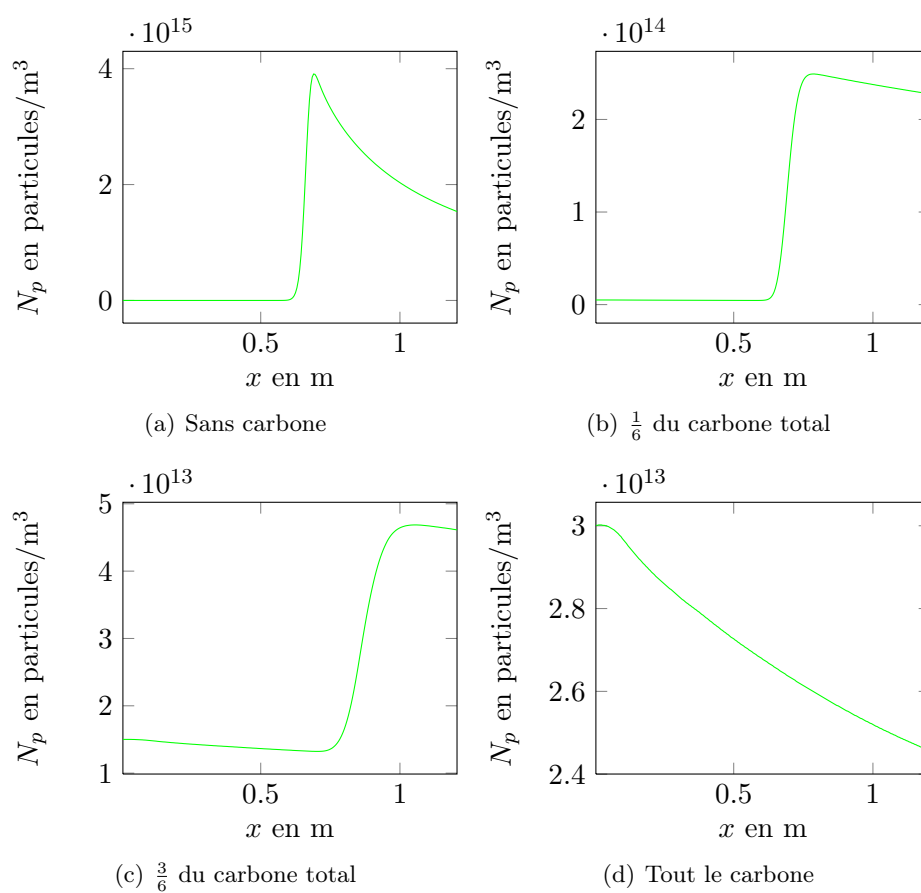 · 10^15
4
2
0
0.5 1
N_p en particules/m^3
x en m
(a) Sans carbone
· 10^14
2
1
0
0.5 1
N_p en particules/m^3
x en m
(b) 1/6 du carbone total
· 10^13
5
4
3
2
1
0.5 1
N_p en particules/m^3
x en m
(c) 3/6 du carbone total
· 10^13
3
2.8
2.6
2.4
0.5 1
N_p en particules/m^3
x en m
(d) Tout le carbone